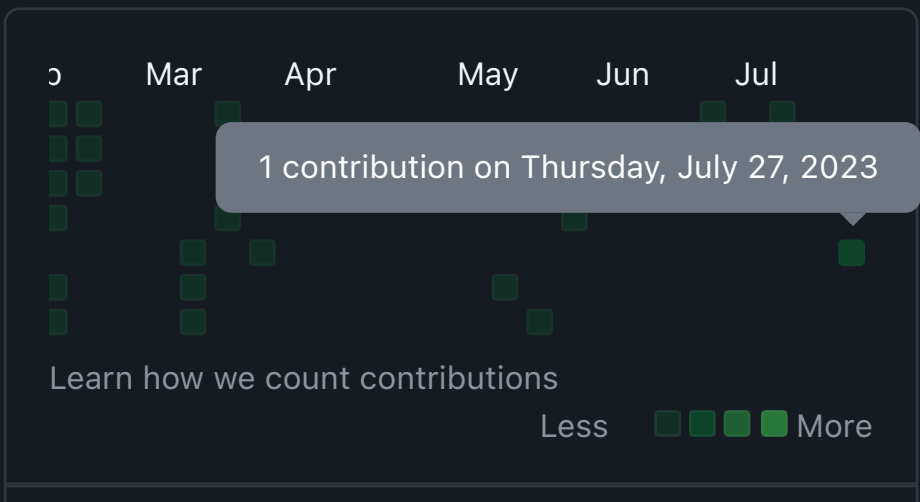 Mar Apr May Jun Jul
1 contribution on Thursday, July 27, 2023
Learn how we count contributions
Less More